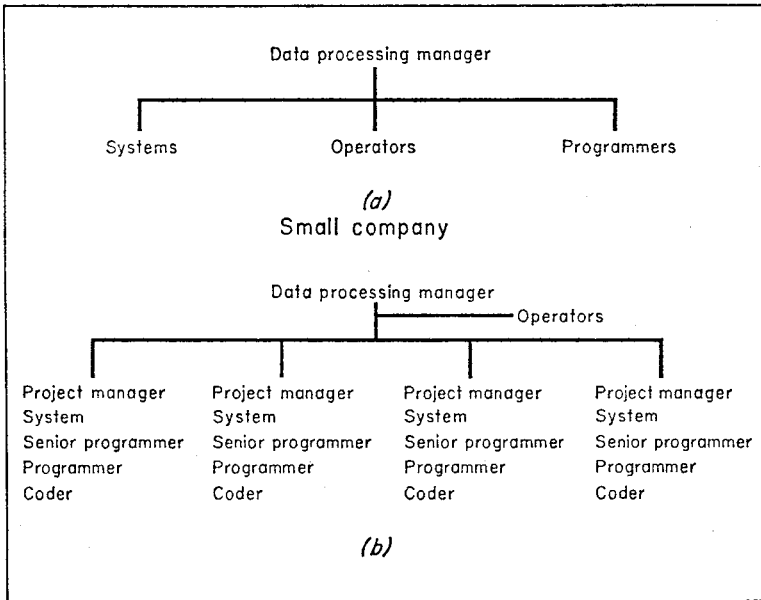 Data processing manager
Systems Operators Programmers
(a)
Small company
Data processing manager
Operators
Project manager Project manager Project manager Project manager
System System System System
Senior programmer Senior programmer Senior programmer Senior programmer
Programmer Programmer Programmer Programmer
Coder Coder Coder Coder
(b)